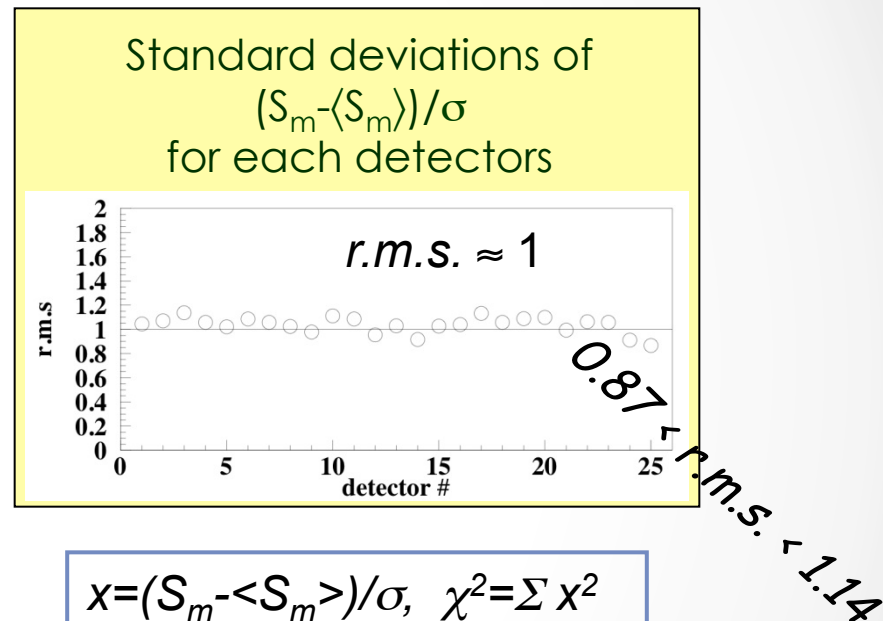 Standard deviations of
(Sₘ-⟨Sₘ⟩)/σ
for each detectors
r.m.s. ≈ 1
r.m.s
2
1.8
1.6
1.4
1.2
1
0.8
0.6
0.4
0.2
0
0 5 10 15 20 25
detector #
0.87 < r.m.s. < 1.14
x=(Sₘ-<Sₘ>)/σ, χ²=Σ x²